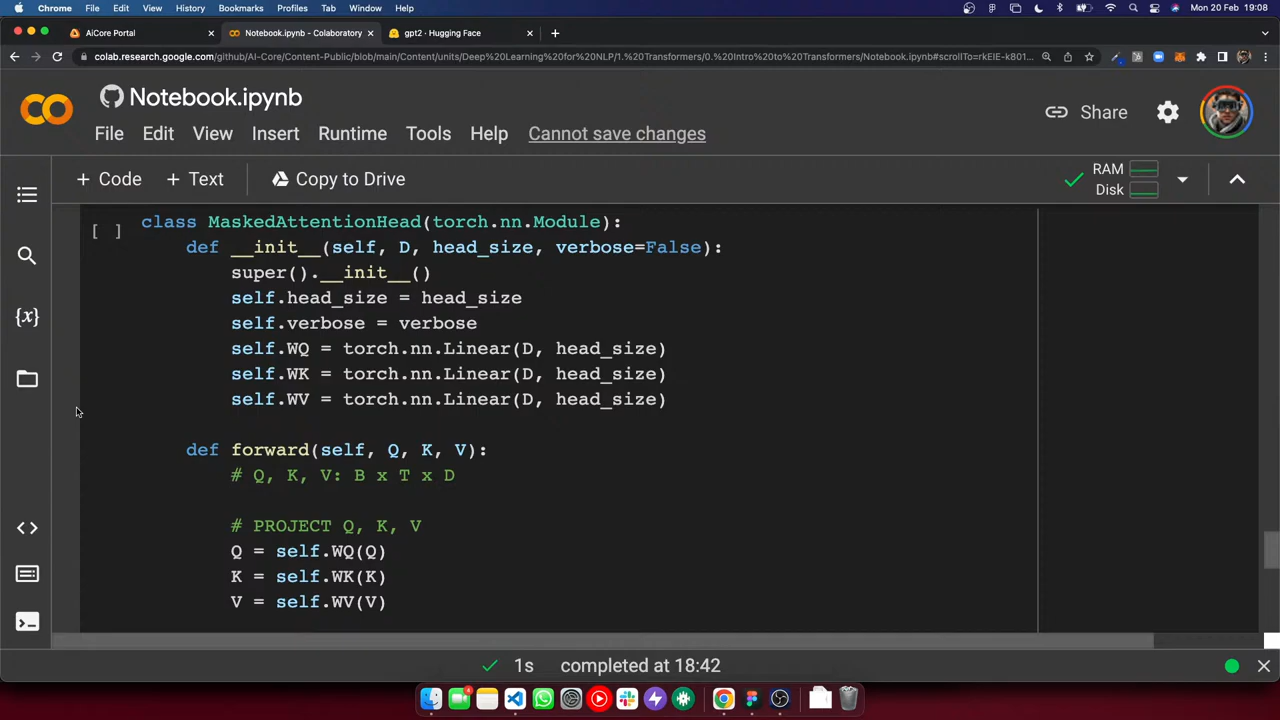 Chrome File Edit View History Bookmarks Profiles Tab Window Help Mon 20 Feb 19:08
AiCore Portal × Notebook.ipynb - Colaboratory × gpt2 · Hugging Face × +
colab.research.google.com/github/AI-Core/Content-Public/blob/main/Content/units/Deep%20Learning%20for%20NLP/1.%20Transformers/0.%20Intro%20to%20Transformers/Notebook.ipynb#scrollTo=rkEIE-k801...
Notebook.ipynb
Share
File Edit View Insert Runtime Tools Help Cannot save changes
+ Code + Text Copy to Drive
RAM
Disk
{x}
[ ]
class MaskedAttentionHead(torch.nn.Module):
def __init__(self, D, head_size, verbose=False):
super().__init__()
self.head_size = head_size
self.verbose = verbose
self.WQ = torch.nn.Linear(D, head_size)
self.WK = torch.nn.Linear(D, head_size)
self.WV = torch.nn.Linear(D, head_size)
def forward(self, Q, K, V):
# Q, K, V: B x T x D
# PROJECT Q, K, V
Q = self.WQ(Q)
K = self.WK(K)
V = self.WV(V)
1s completed at 18:42
4